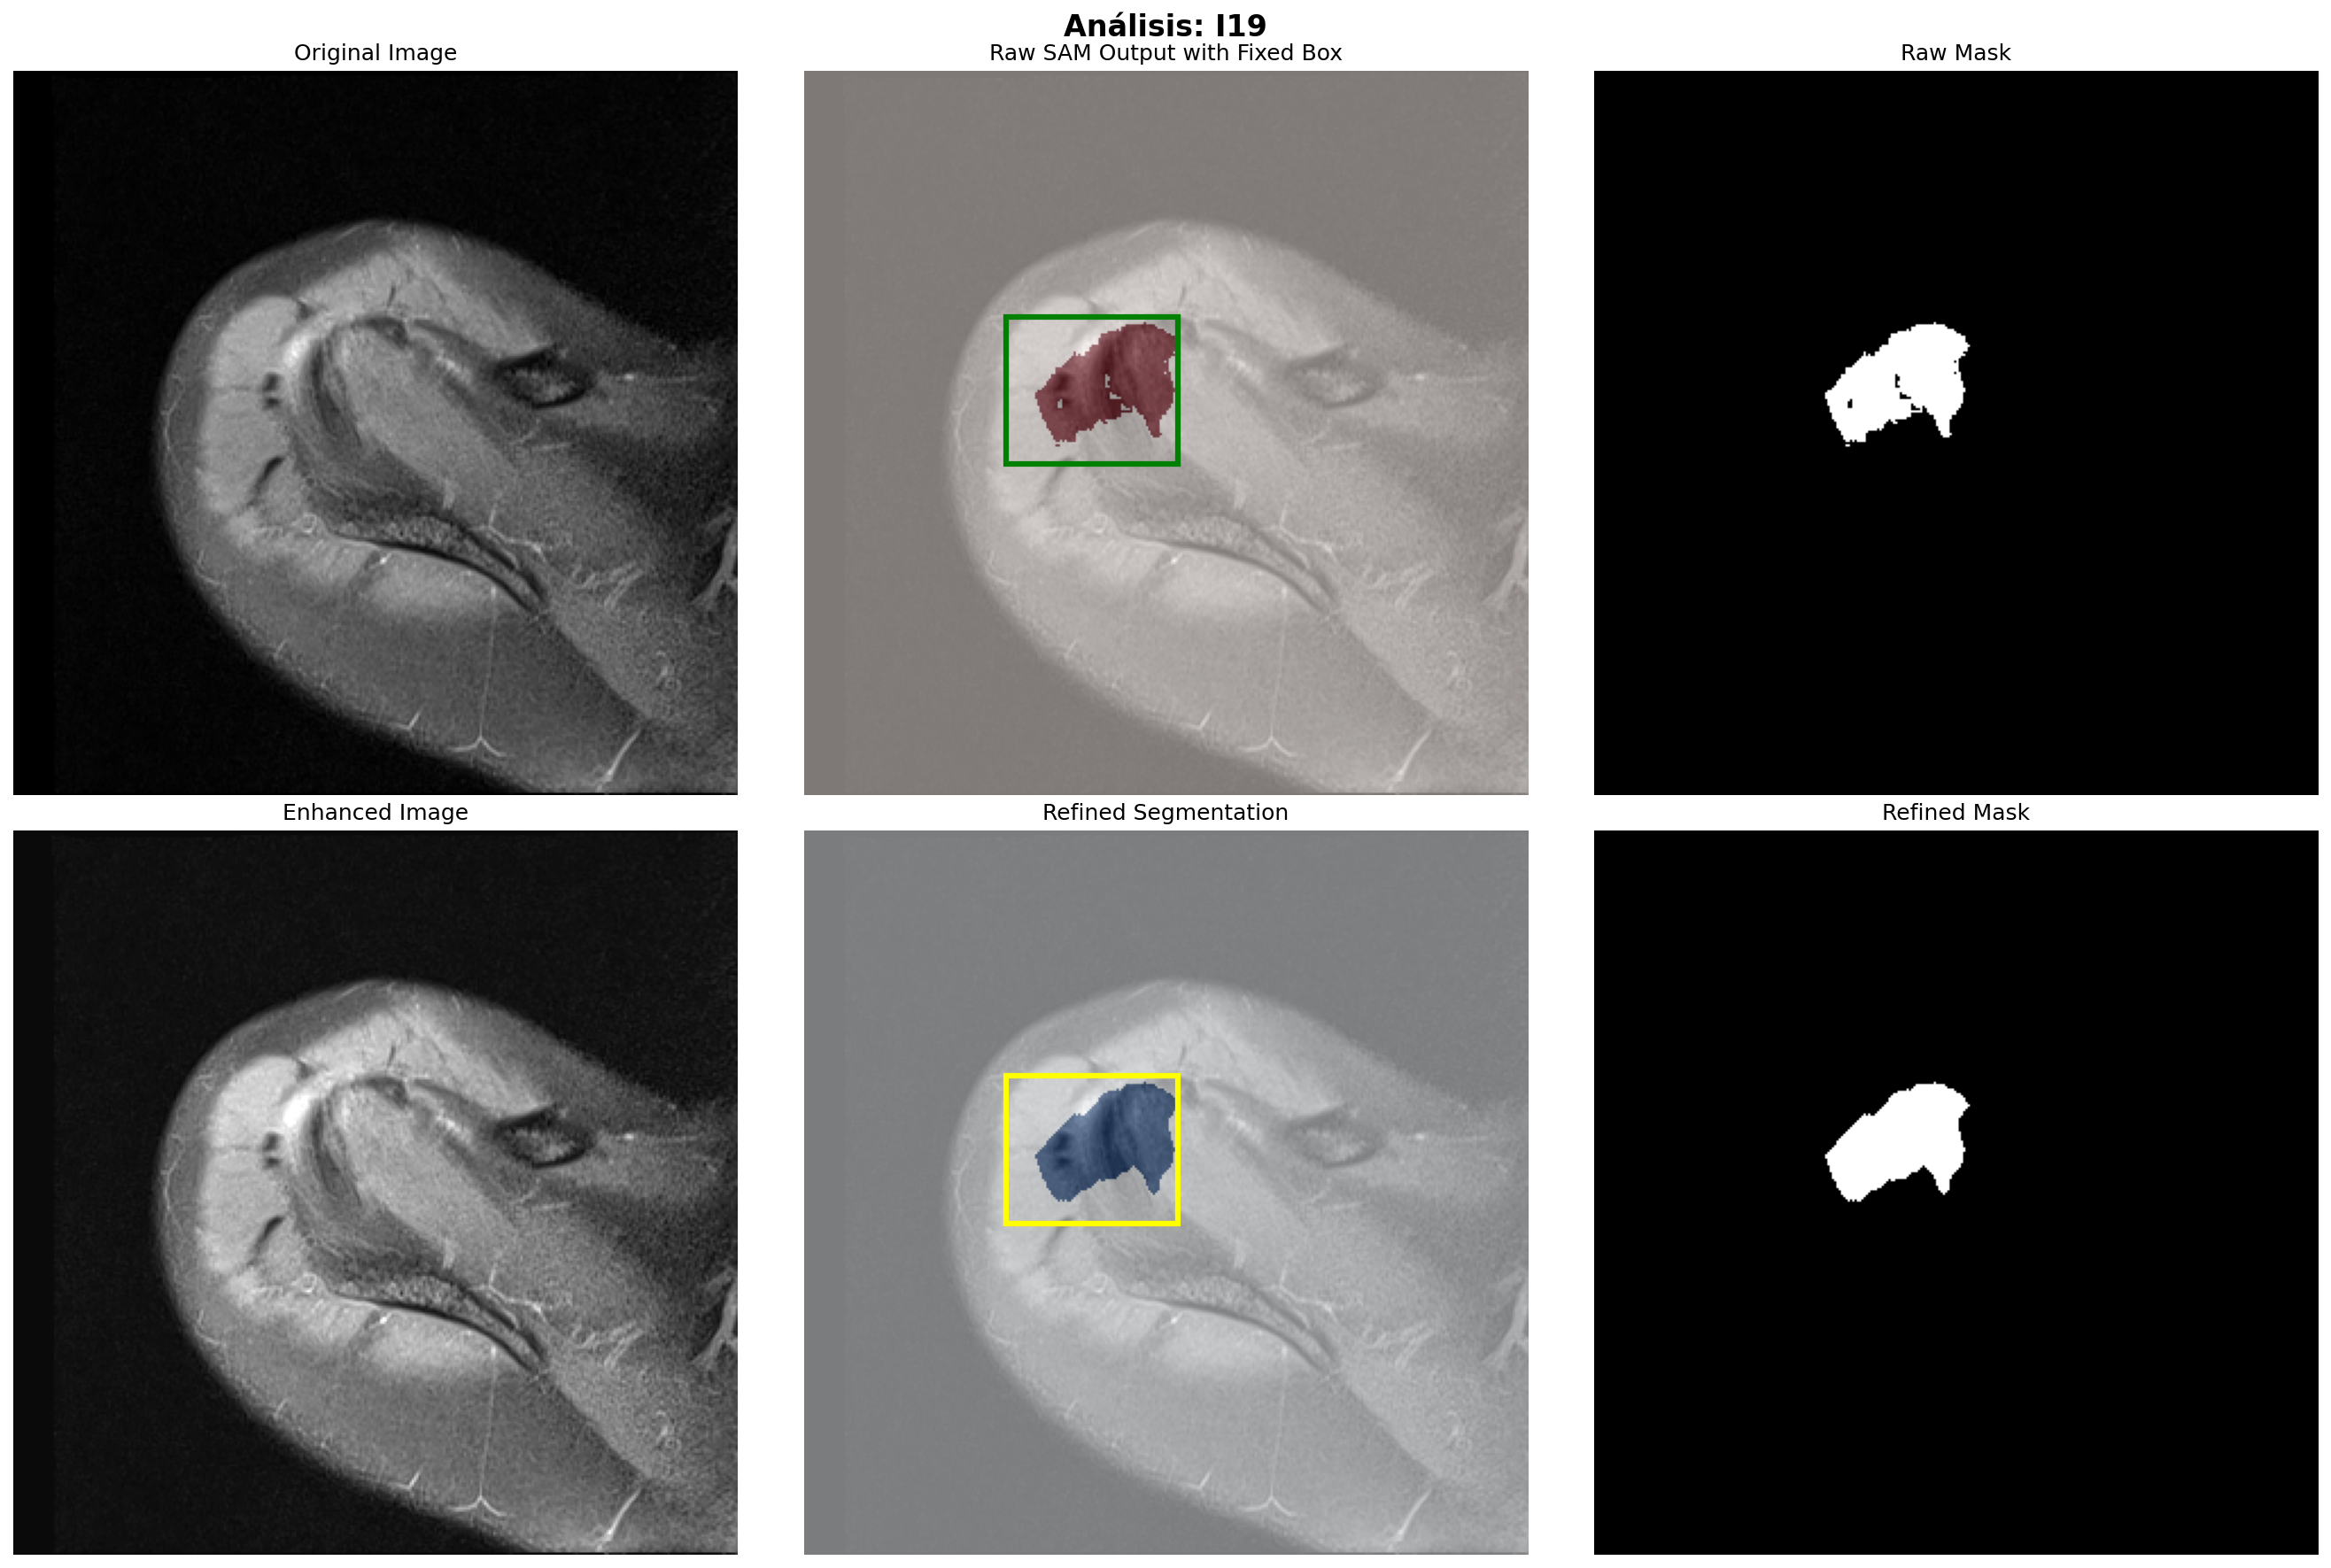 Análisis: I19
Original Image
Raw SAM Output with Fixed Box
Raw Mask
Enhanced Image
Refined Segmentation
Refined Mask